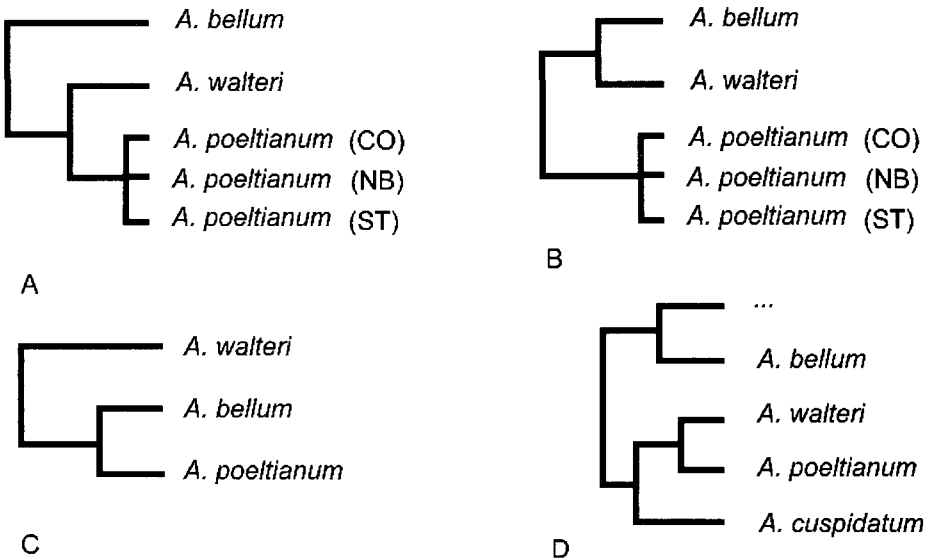 A. bellum
A. walteri
A. poeltianum (CO)
A. poeltianum (NB)
A. poeltianum (ST)
A
A. bellum
A. walteri
A. poeltianum (CO)
A. poeltianum (NB)
A. poeltianum (ST)
B
A. walteri
A. bellum
A. poeltianum
C
...
A. bellum
A. walteri
A. poeltianum
A. cuspidatum
D